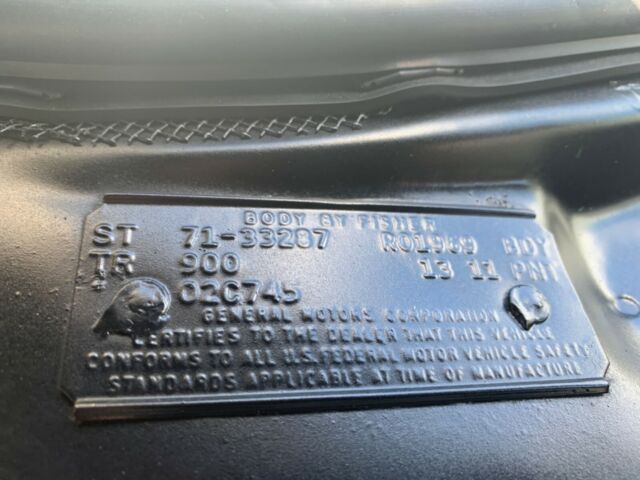 BODY BY FISHER
ST 71-33287 R01969 BDY
TR 900 13 11 PNT
02C745
GENERAL MOTORS CORPORATION
CERTIFIES TO THE DEALER THAT THIS VEHICLE
CONFORMS TO ALL U.S. FEDERAL MOTOR VEHICLE SAFETY
STANDARDS APPLICABLE AT TIME OF MANUFACTURE